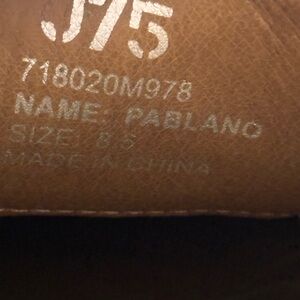 J75
718020M978
NAME: PABLANO
SIZE: 8.5
MADE IN CHINA